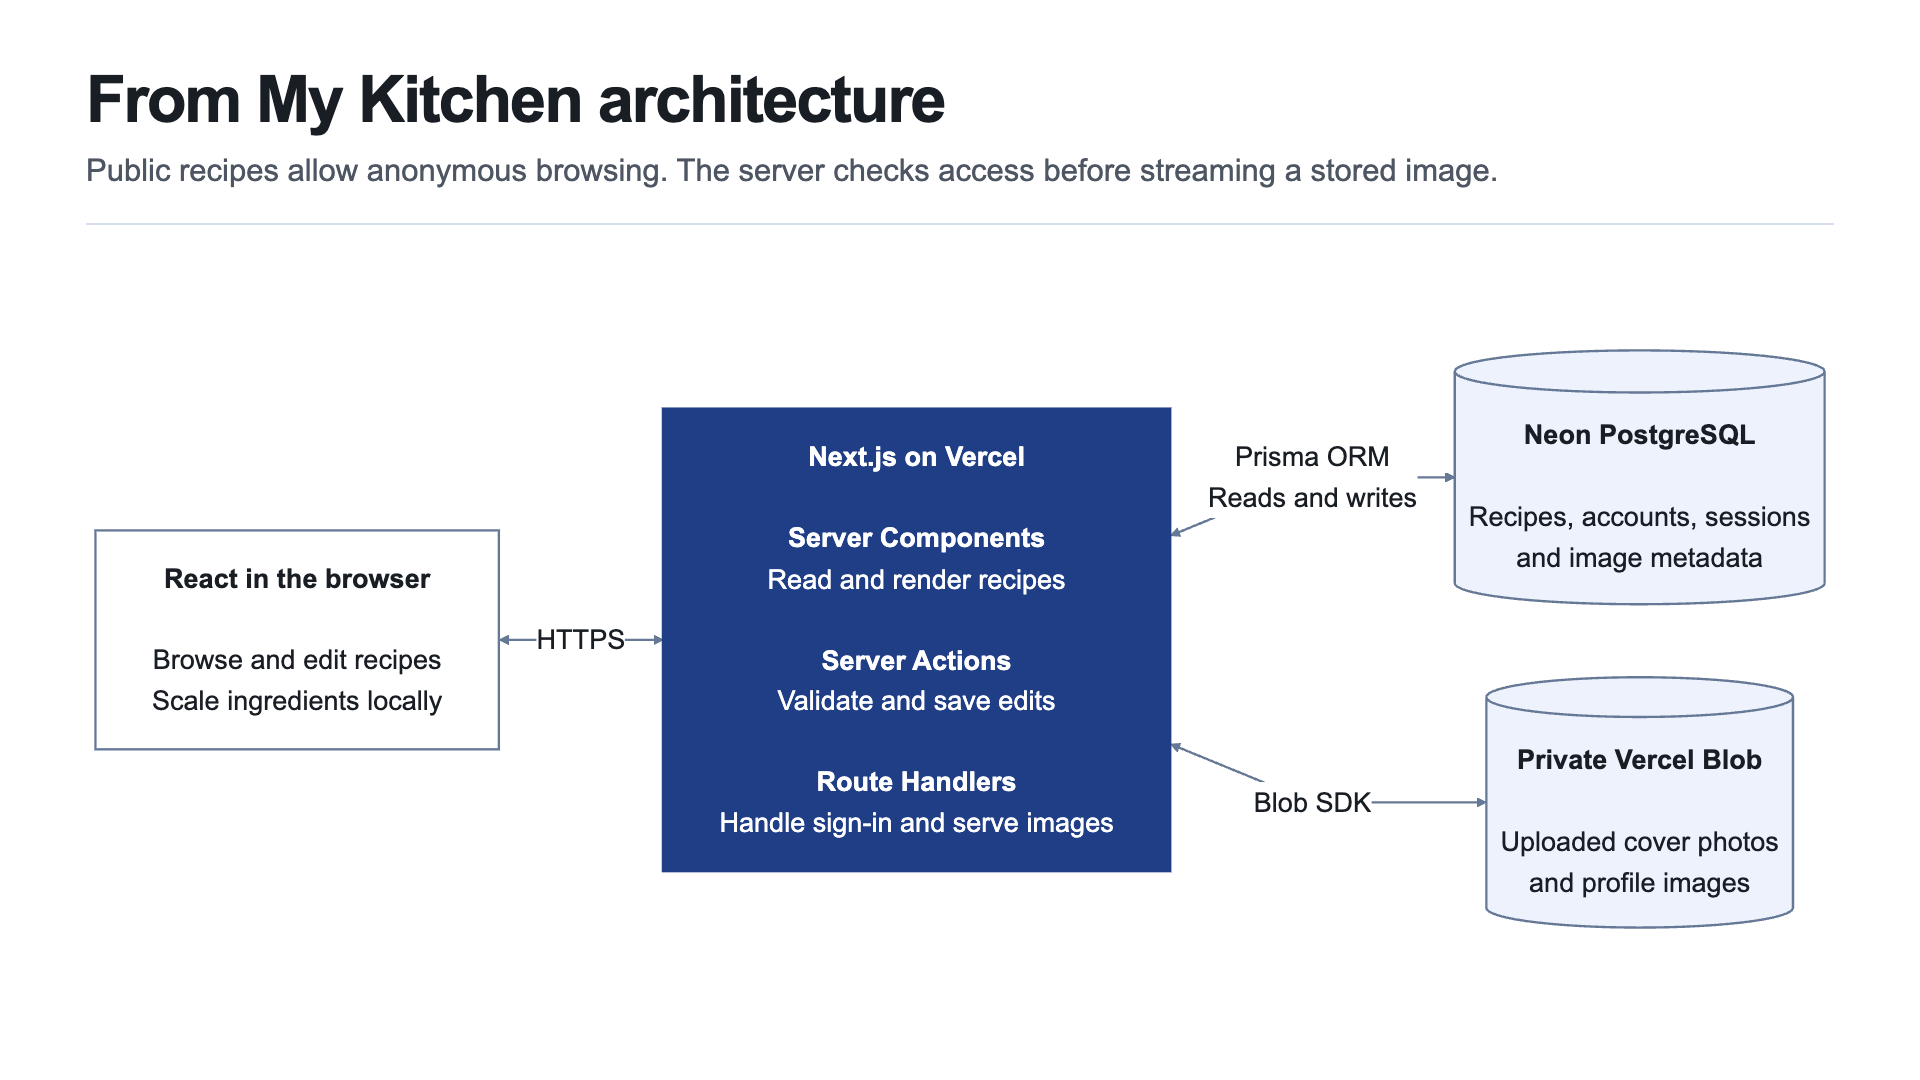 From My Kitchen architecture
Public recipes allow anonymous browsing. The server checks access before streaming a stored image.
React in the browser
Browse and edit recipes
Scale ingredients locally
HTTPS
Next.js on Vercel
Server Components
Read and render recipes
Server Actions
Validate and save edits
Route Handlers
Handle sign-in and serve images
Prisma ORM
Reads and writes
Neon PostgreSQL
Recipes, accounts, sessions
and image metadata
Blob SDK
Private Vercel Blob
Uploaded cover photos
and profile images